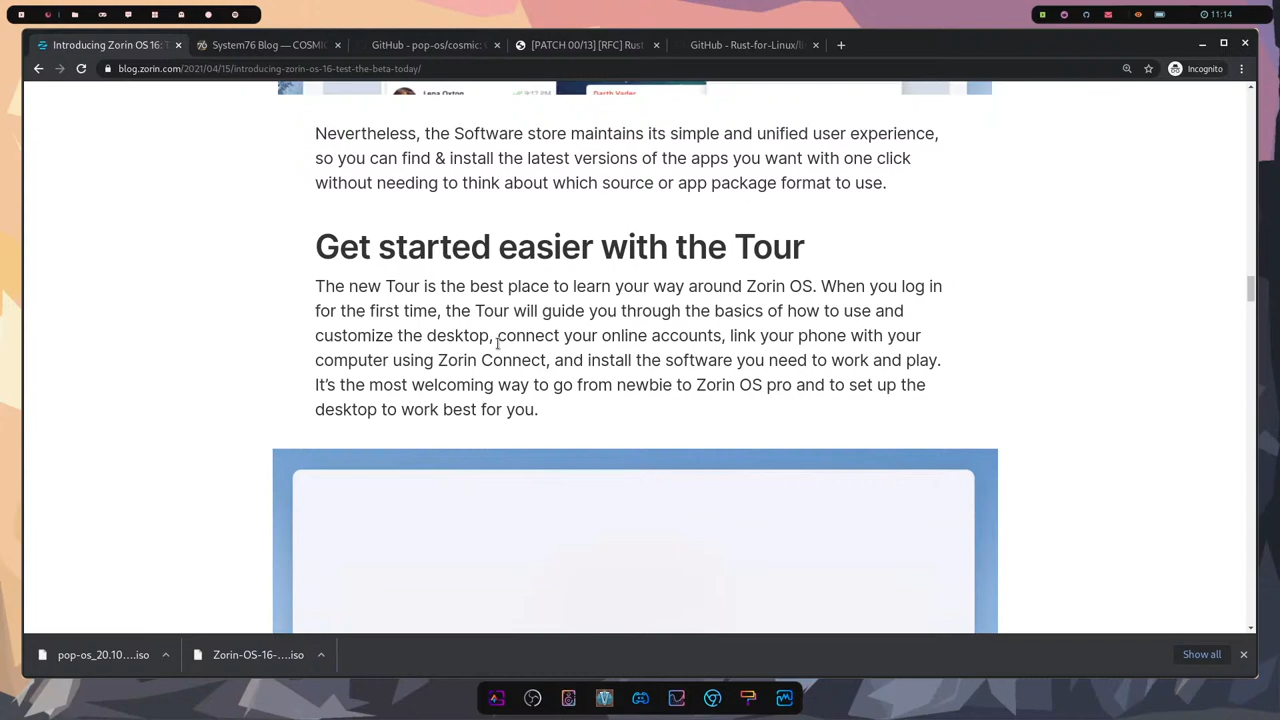 11:14
Introducing Zorin OS 16: T
System76 Blog — COSMIC
GitHub - pop-os/cosmic: C
[PATCH 00/13] [RFC] Rust
GitHub - Rust-for-Linux/li
blog.zorin.com/2021/04/15/introducing-zorin-os-16-test-the-beta-today/
Incognito
Lena Oxton
9:17 PM
Darth Vader
Nevertheless, the Software store maintains its simple and unified user experience,
so you can find & install the latest versions of the apps you want with one click
without needing to think about which source or app package format to use.
Get started easier with the Tour
The new Tour is the best place to learn your way around Zorin OS. When you log in
for the first time, the Tour will guide you through the basics of how to use and
customize the desktop, connect your online accounts, link your phone with your
computer using Zorin Connect, and install the software you need to work and play.
It’s the most welcoming way to go from newbie to Zorin OS pro and to set up the
desktop to work best for you.
pop-os_20.10....iso
Zorin-OS-16-....iso
Show all